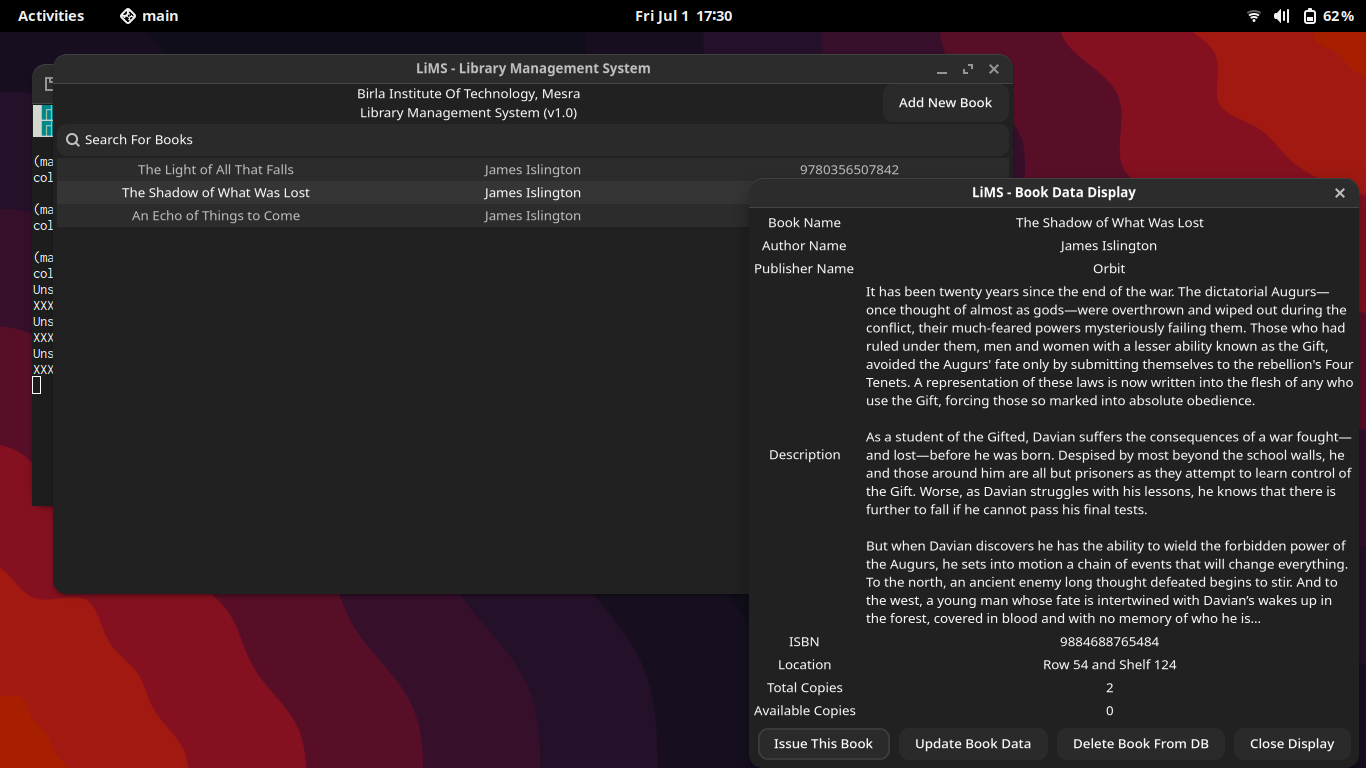 Activities main Fri Jul 1 17:30 62%
LiMS - Library Management System
Birla Institute Of Technology, Mesra
Library Management System (v1.0)
Add New Book
Search For Books
The Light of All That Falls James Islington 9780356507842
The Shadow of What Was Lost James Islington
An Echo of Things to Come James Islington
(ma
col
(ma
col
(ma
col
Uns
XXX
Uns
XXX
Uns
XXX
LiMS - Book Data Display
Book Name The Shadow of What Was Lost
Author Name James Islington
Publisher Name Orbit
Description
It has been twenty years since the end of the war. The dictatorial Augurs—
once thought of almost as gods—were overthrown and wiped out during the
conflict, their much-feared powers mysteriously failing them. Those who had
ruled under them, men and women with a lesser ability known as the Gift,
avoided the Augurs' fate only by submitting themselves to the rebellion's Four
Tenets. A representation of these laws is now written into the flesh of any who
use the Gift, forcing those so marked into absolute obedience.
As a student of the Gifted, Davian suffers the consequences of a war fought—
and lost—before he was born. Despised by most beyond the school walls, he
and those around him are all but prisoners as they attempt to learn control of
the Gift. Worse, as Davian struggles with his lessons, he knows that there is
further to fall if he cannot pass his final tests.
But when Davian discovers he has the ability to wield the forbidden power of
the Augurs, he sets into motion a chain of events that will change everything.
To the north, an ancient enemy long thought defeated begins to stir. And to
the west, a young man whose fate is intertwined with Davian’s wakes up in
the forest, covered in blood and with no memory of who he is…
ISBN 9884688765484
Location Row 54 and Shelf 124
Total Copies 2
Available Copies 0
Issue This Book Update Book Data Delete Book From DB Close Display